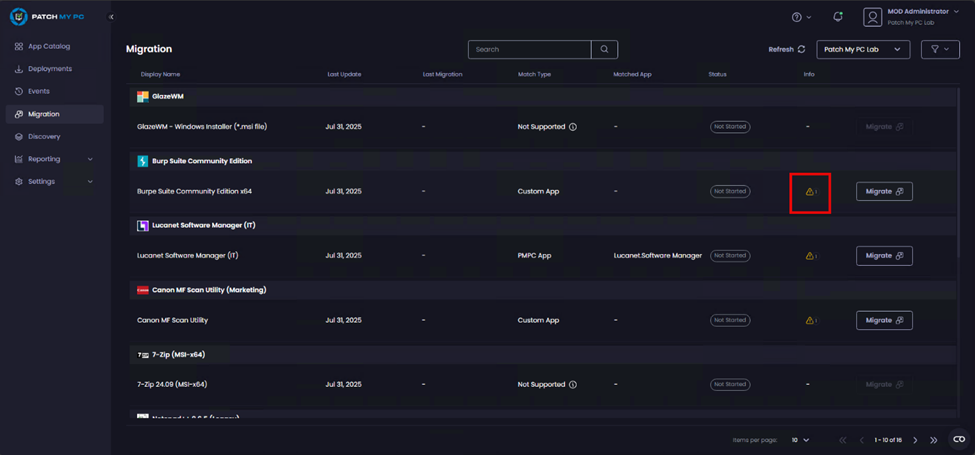 PATCH MY PC
MOD Administrator
Patch My PC Lab
App Catalog
Deployments
Events
Migration
Discovery
Reporting
Settings
Migration
Search
Refresh
Patch My PC Lab
Display Name Last Update Last Migration Match Type Matched App Status Info
GlazeWM
GlazeWM - Windows Installer (*.msi file) Jul 31, 2025 - Not Supported - Not Started - Migrate
Burp Suite Community Edition
Burpe Suite Community Edition x64 Jul 31, 2025 - Custom App - Not Started 1 Migrate
Lucanet Software Manager (IT)
Lucanet Software Manager (IT) Jul 31, 2025 - PMPC App Lucanet.Software Manager Not Started 1 Migrate
Canon MF Scan Utility (Marketing)
Canon MF Scan Utility Jul 31, 2025 - Custom App - Not Started 1 Migrate
7-Zip (MSI-x64)
7-Zip 24.09 (MSI-x64) Jul 31, 2025 - Not Supported - Not Started - Migrate
Items per page: 10 1 - 10 of 16